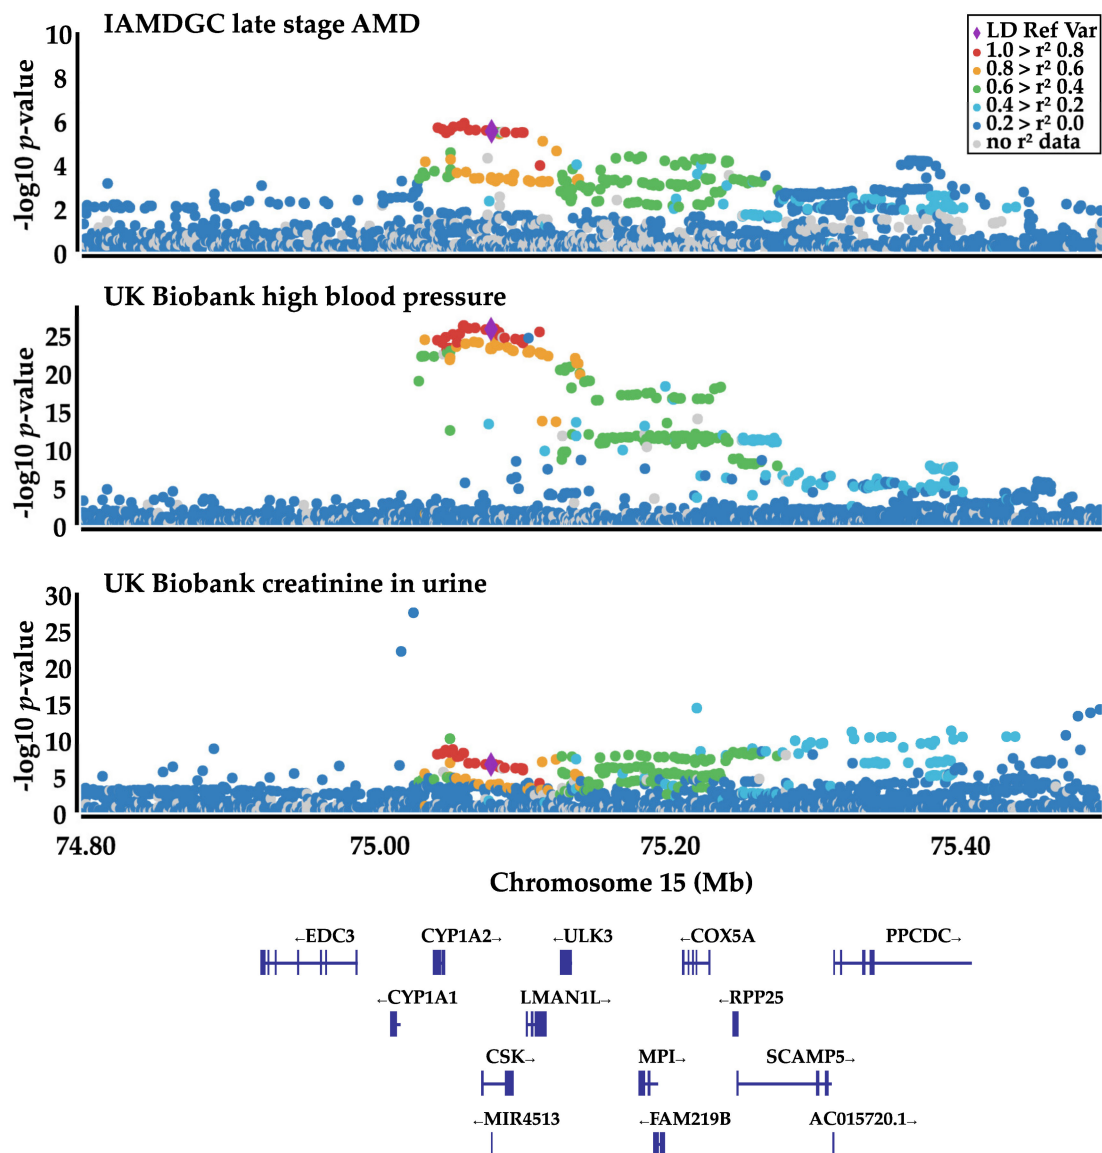 IAMDGC late stage AMD
LD Ref Var
1.0 > r² 0.8
0.8 > r² 0.6
0.6 > r² 0.4
0.4 > r² 0.2
0.2 > r² 0.0
no r² data
-log10 p-value
10
8
6
4
2
0
UK Biobank high blood pressure
-log10 p-value
25
20
15
10
5
0
UK Biobank creatinine in urine
-log10 p-value
30
25
20
15
10
5
0
74.80 75.00 75.20 75.40
Chromosome 15 (Mb)
←EDC3 CYP1A2→ ←ULK3 ←COX5A PPCDC→
←CYP1A1 LMAN1L→ ←RPP25
CSK→ MPI→ SCAMP5→
←MIR4513 ←FAM219B AC015720.1→